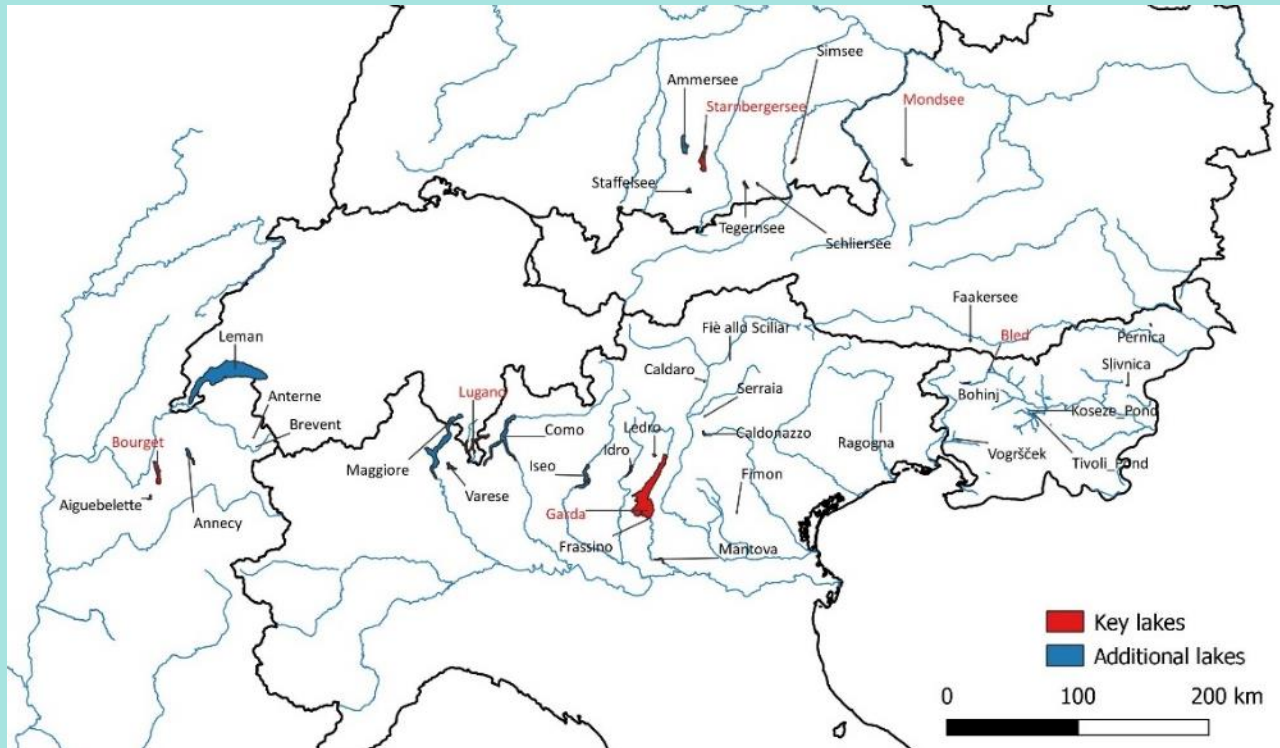 Simsee
Ammersee
Starnbergersee
Mondsee
Staffelsee
Tegernsee
Schliersee
Faakersee
Fiè allo Sciliar
Bled
Pernica
Leman
Caldaro
Slivnica
Anterne
Lugano
Serraia
Bohinj
Koseze_Pond
Brevent
Bourget
Como
Ledro
Caldonazzo
Ragogna
Idro
Vogršček
Tivoli_Pond
Maggiore
Iseo
Varese
Fimon
Aiguebelette
Garda
Annecy
Frassino
Mantova
Key lakes
Additional lakes
0 100 200 km